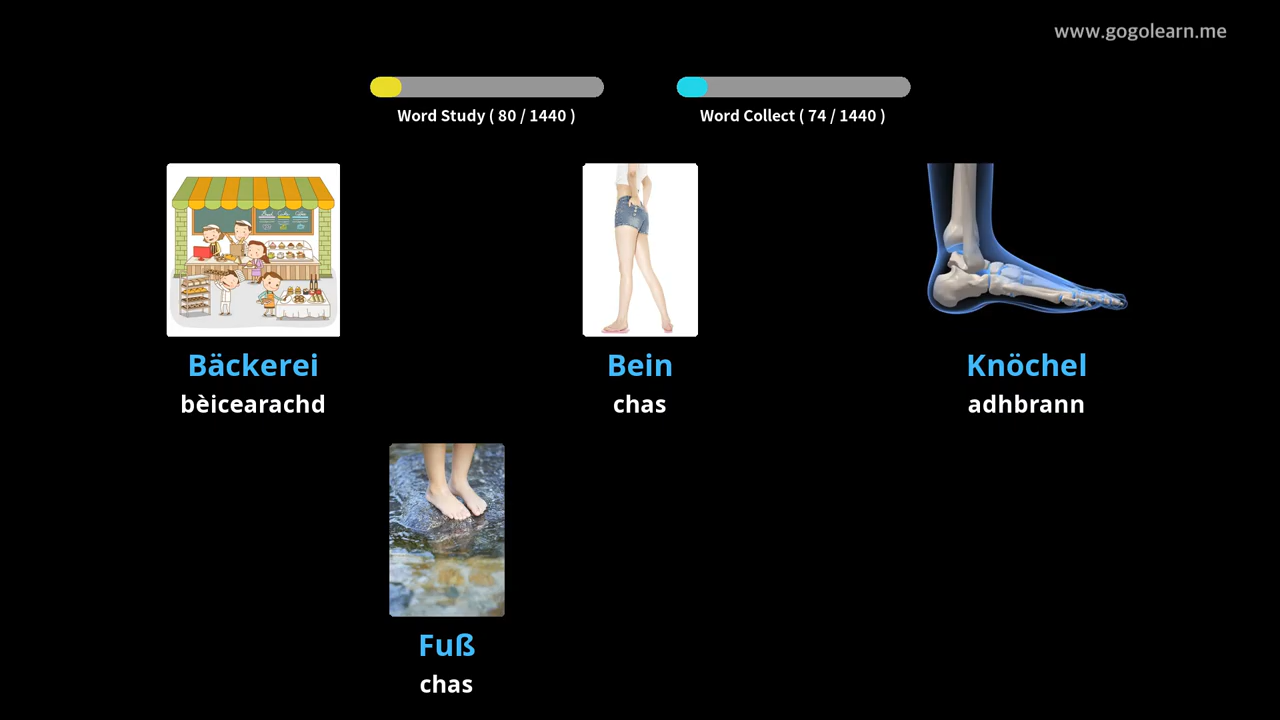 www.gogolearn.me
Word Study ( 80 / 1440 )
Word Collect ( 74 / 1440 )
Bäckerei
bèicearachd
Bein
chas
Knöchel
adhbrann
Fuß
chas